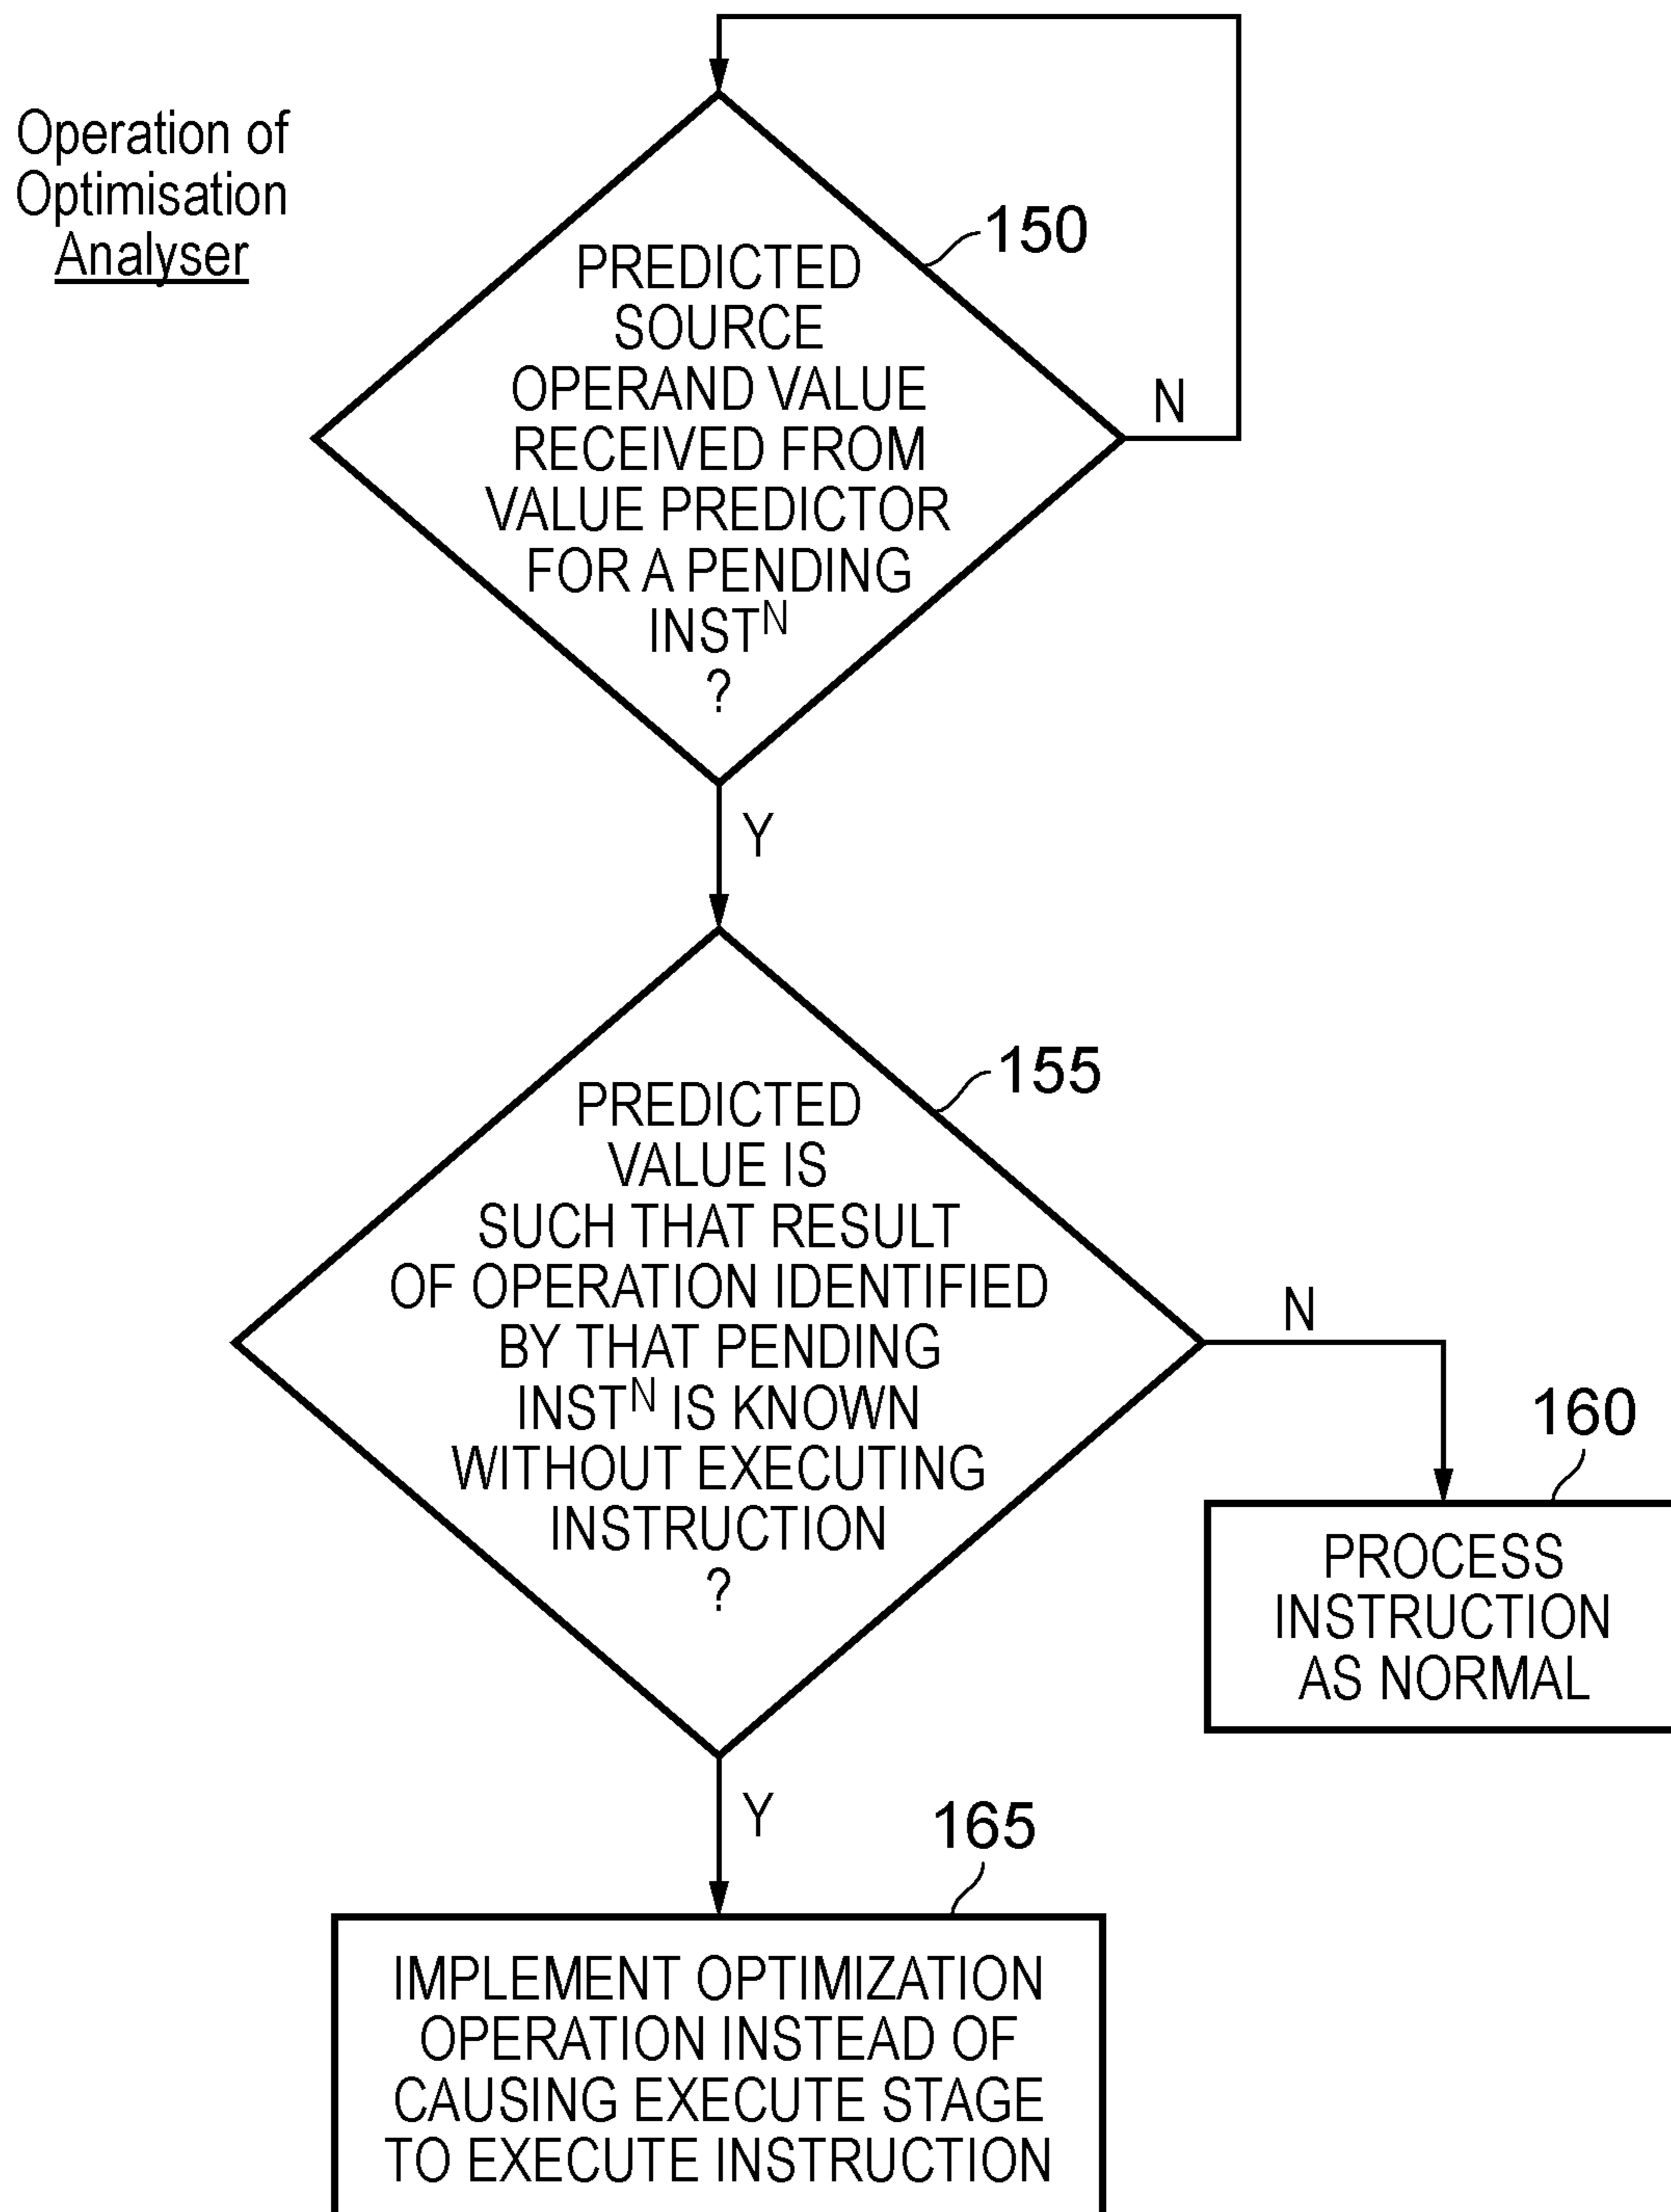 Operation of
Optimisation
Analyser
150
PREDICTED
SOURCE
OPERAND VALUE
RECEIVED FROM
VALUE PREDICTOR
FOR A PENDING
INSTᴺ
?
N
Y
155
PREDICTED
VALUE IS
SUCH THAT RESULT
OF OPERATION IDENTIFIED
BY THAT PENDING
INSTᴺ IS KNOWN
WITHOUT EXECUTING
INSTRUCTION
?
N
160
PROCESS
INSTRUCTION
AS NORMAL
Y
165
IMPLEMENT OPTIMIZATION
OPERATION INSTEAD OF
CAUSING EXECUTE STAGE
TO EXECUTE INSTRUCTION